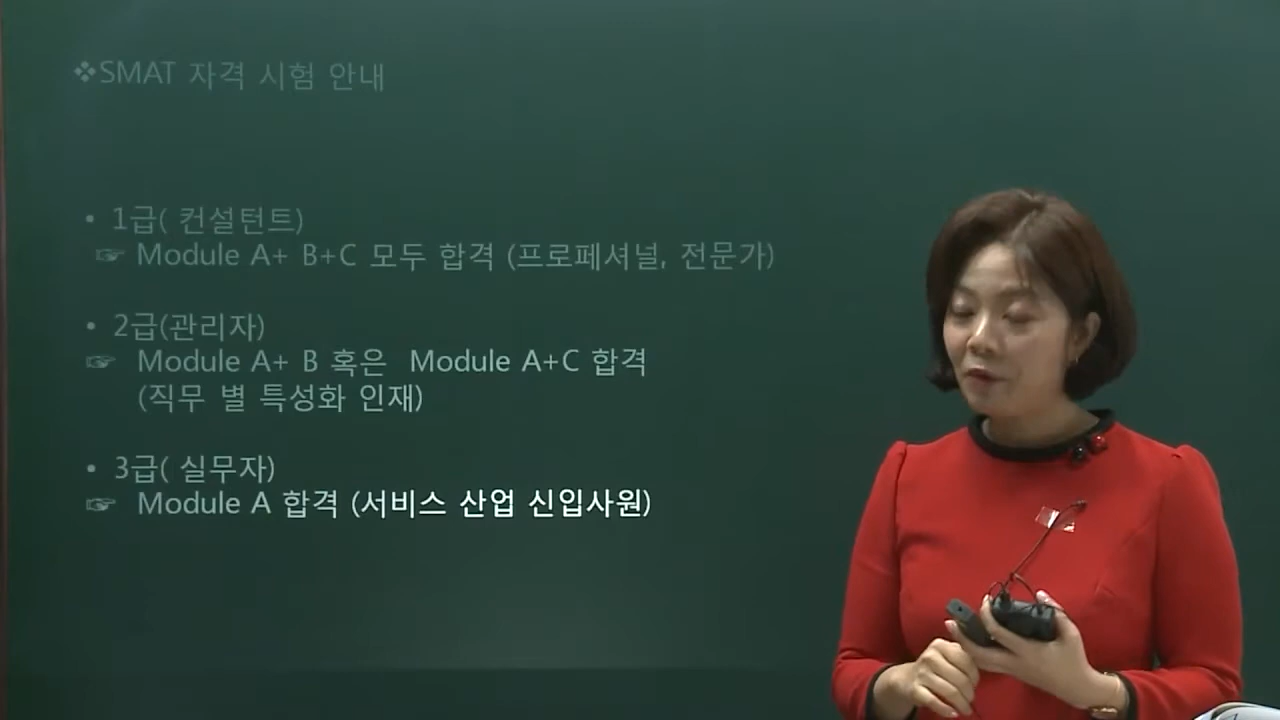 ❖SMAT 자격 시험 안내
• 1급( 컨설턴트)
☞ Module A+ B+C 모두 합격 (프로페셔널, 전문가)
• 2급(관리자)
☞ Module A+ B 혹은 Module A+C 합격
(직무 별 특성화 인재)
• 3급( 실무자)
☞ Module A 합격 (서비스 산업 신입사원)